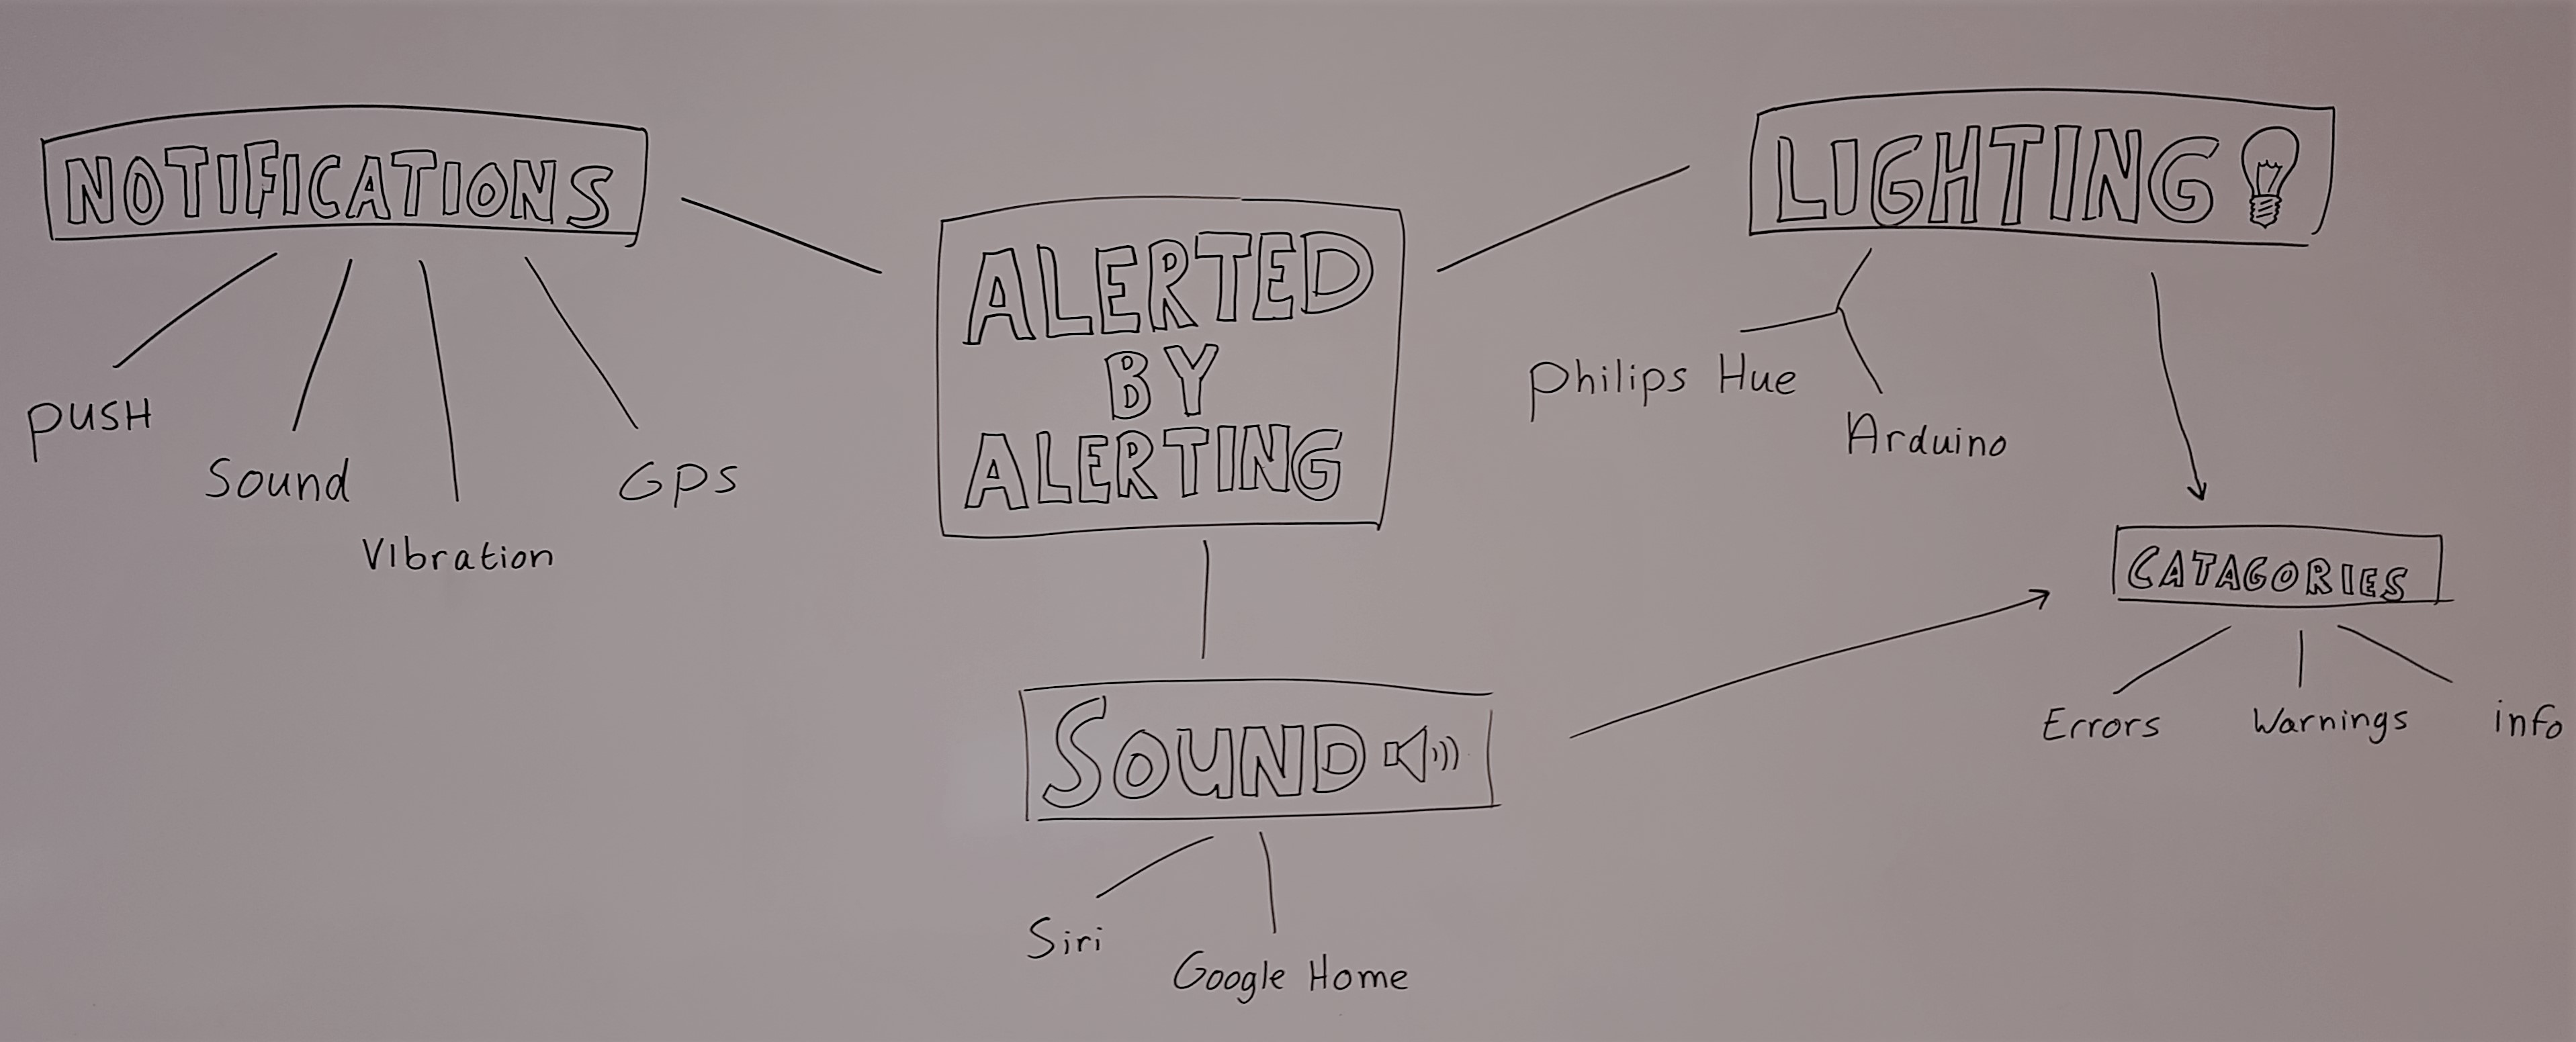 NOTIFICATIONS
PUSH
Sound
Vibration
GPS
ALERTED
BY
ALERTING
LIGHTING
Philips Hue
Arduino
CATAGORIES
Errors
Warnings
info
SOUND
Siri
Google Home